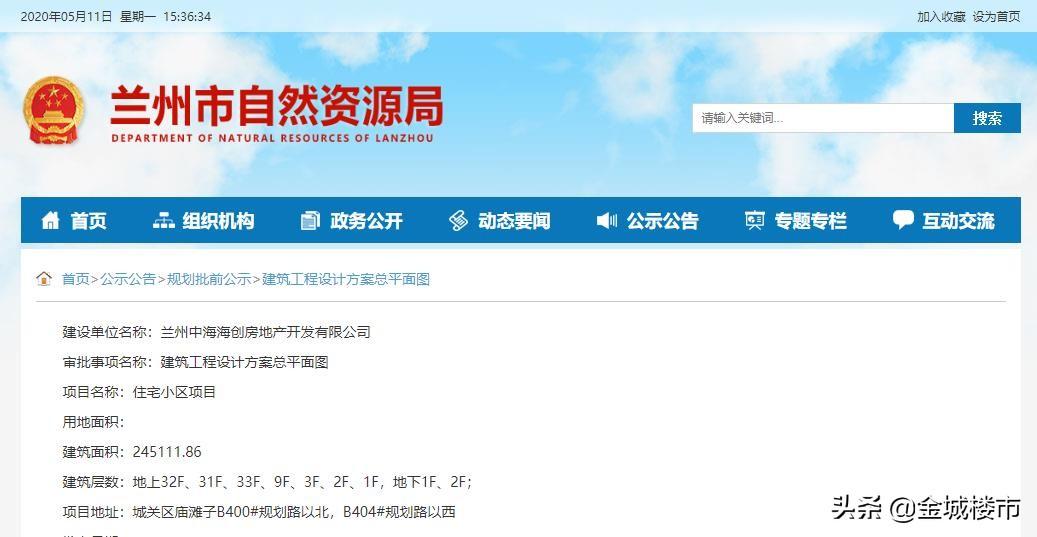 2020年05月11日 星期一 15:36:34
加入收藏 设为首页
兰州市自然资源局
DEPARTMENT OF NATURAL RESOURCES OF LANZHOU
请输入关键词... 搜索
首页 组织机构 政务公开 动态要闻 公示公告 专题专栏 互动交流
首页>公示公告>规划批前公示>建筑工程设计方案总平面图
建设单位名称：兰州中海海创房地产开发有限公司
审批事项名称：建筑工程设计方案总平面图
项目名称：住宅小区项目
用地面积：
建筑面积：245111.86
建筑层数：地上32F、31F、33F、9F、3F、2F、1F，地下1F、2F；
项目地址：城关区庙滩子B400#规划路以北，B404#规划路以西
头条 @金城楼市